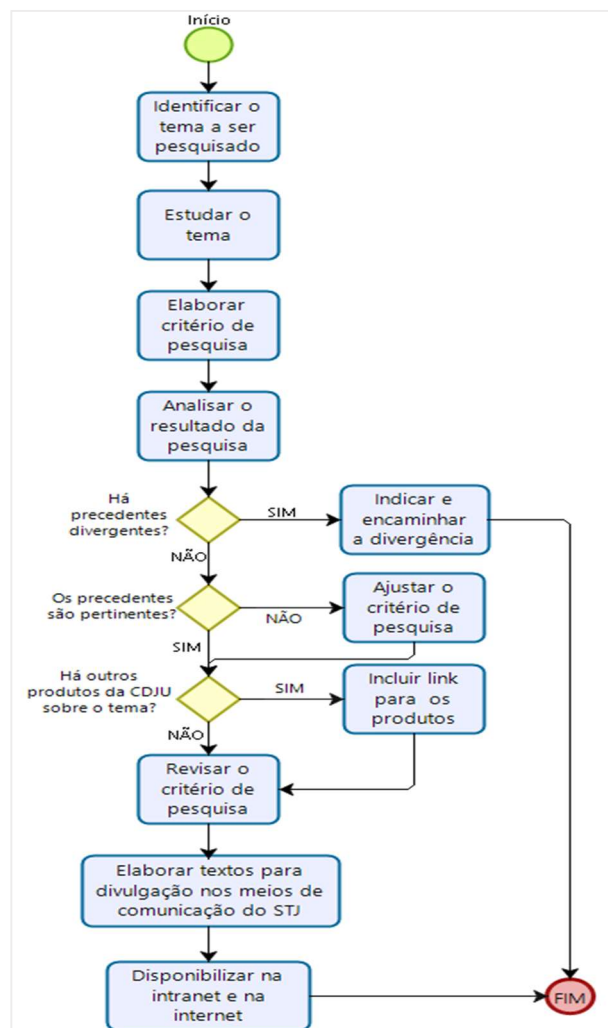 Início
Identificar o
tema a ser
pesquisado
Estudar o
tema
Elaborar
critério de
pesquisa
Analisar o
resultado da
pesquisa
Há
precedentes
divergentes?
SIM
Indicar e
encaminhar
a divergência
NÃO
Os precedentes
são pertinentes?
NÃO
Ajustar o
critério de
pesquisa
SIM
Há outros
produtos da CDJU
sobre o tema?
SIM
Incluir link
para os
produtos
NÃO
Revisar o
critério de
pesquisa
Elaborar textos para
divulgação nos meios de
comunicação do STJ
Disponibilizar na
intranet e na
internet
FIM